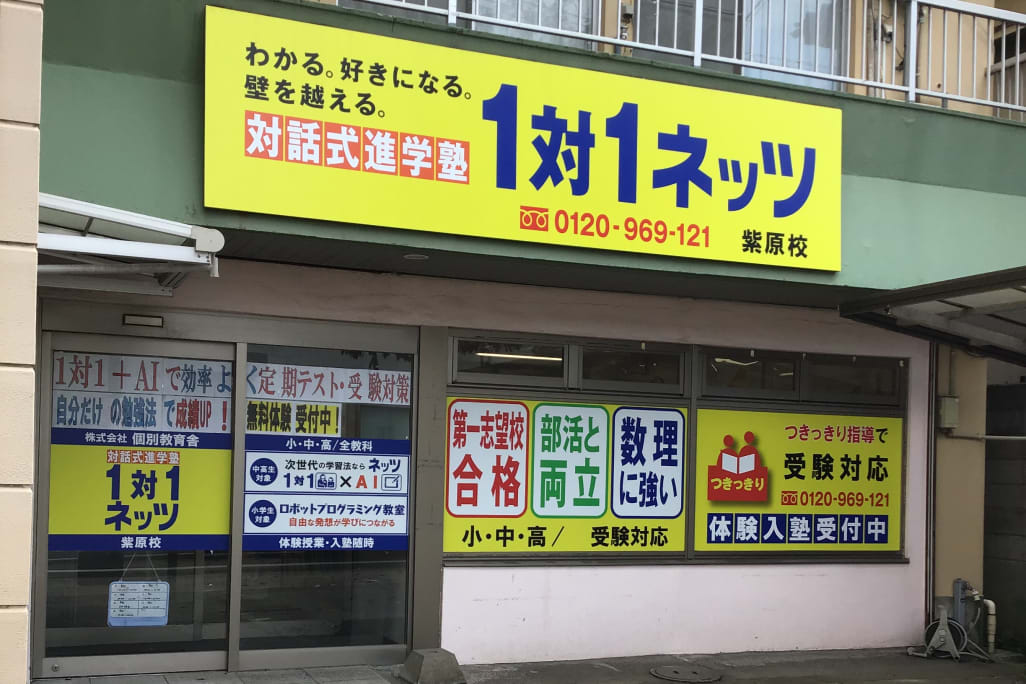 わかる。好きになる。
壁を越える。
対話式進学塾
1対1ネッツ
0120-969-121
紫原校
1対1+AIで効率よく定期テスト・受験対策
自分だけの勉強法で成績UP!
無料体験受付中!
株式会社 個別教育舎
対話式進学塾
1対1
ネッツ
紫原校
小・中・高/全教科
中高生
対象
次世代の学習法ならネッツ
1対1×AI
小学生
対象
ロボットプログラミング教室
自由な発想が学びにつながる
体験授業・入塾随時
第一志望校
合格
部活と
両立
数理
に強い
小・中・高/ 受験対応
つきっきり
つきっきり指導で
受験対応
0120-969-121
体験入塾受付中